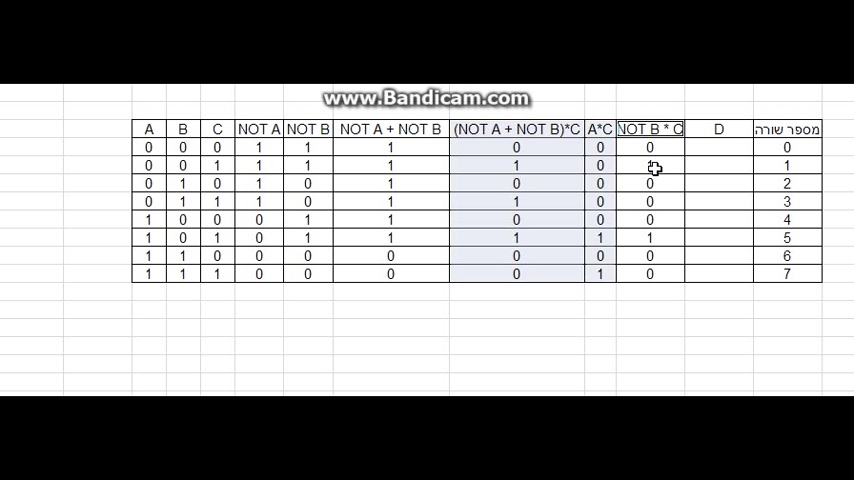 www.Bandicam.com
A B C NOT A NOT B NOT A + NOT B (NOT A + NOT B)*C A*C NOT B * C D מספר שורה
0 0 0 1 1 1 0 0 0 0
0 0 1 1 1 1 1 0 1
0 1 0 1 0 1 0 0 0 2
0 1 1 1 0 1 1 0 0 3
1 0 0 0 1 1 0 0 0 4
1 0 1 0 1 1 1 1 1 5
1 1 0 0 0 0 0 0 0 6
1 1 1 0 0 0 0 1 0 7